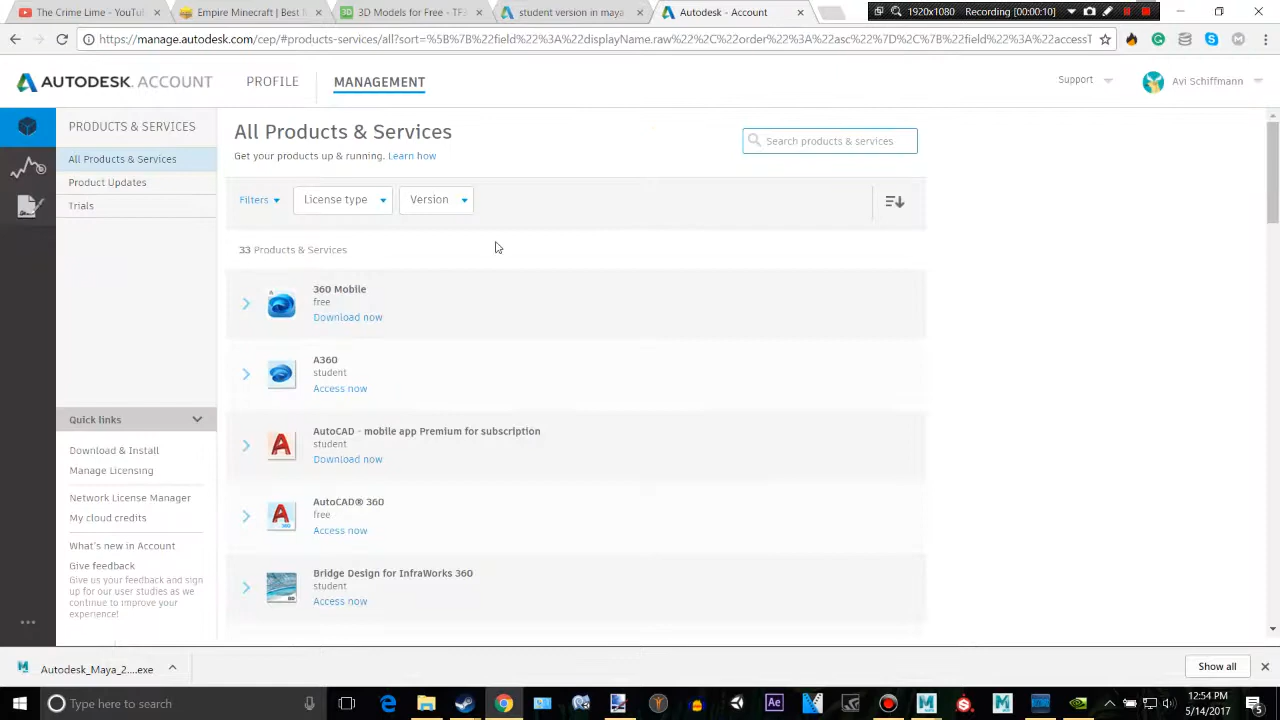 The Crime Lime - YouTul
Empire Minecraft | Best I
3D Models for Free - TF3
student version in maya
Autodesk - Account
1920x1080
Recording [00:00:10]
https://manage.autodesk.com/cep/#products-services/all?sort=%5B%7B%22field%22%3A%22displayName.raw%22%2C%22order%22%3A%22asc%22%7D%2C%7B%22field%22%3A%22accessT
AUTODESK. ACCOUNT
PROFILE
MANAGEMENT
Support
Avi Schiffmann
PRODUCTS & SERVICES
All Products & Services
Product Updates
Trials
All Products & Services
Get your products up & running. Learn how
Search products & services
Filters
License type
Version
33 Products & Services
360 Mobile
free
Download now
A360
student
Access now
AutoCAD - mobile app Premium for subscription
student
Download now
AutoCAD® 360
free
Access now
Bridge Design for InfraWorks 360
student
Access now
Quick links
Download & Install
Manage Licensing
Network License Manager
My cloud credits
What's new in Account
Give feedback
Give us your feedback and sign
up for our user studies as we
continue to improve your
experience!
Autodesk_Maya_2....exe
Show all
Type here to search
12:54 PM
5/14/2017